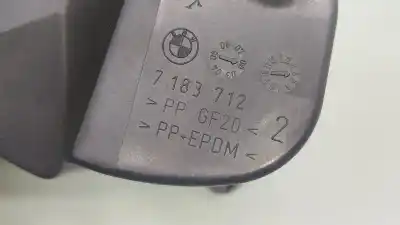 7 183 712
> PP GF20 < 2
> PP+EPDM <